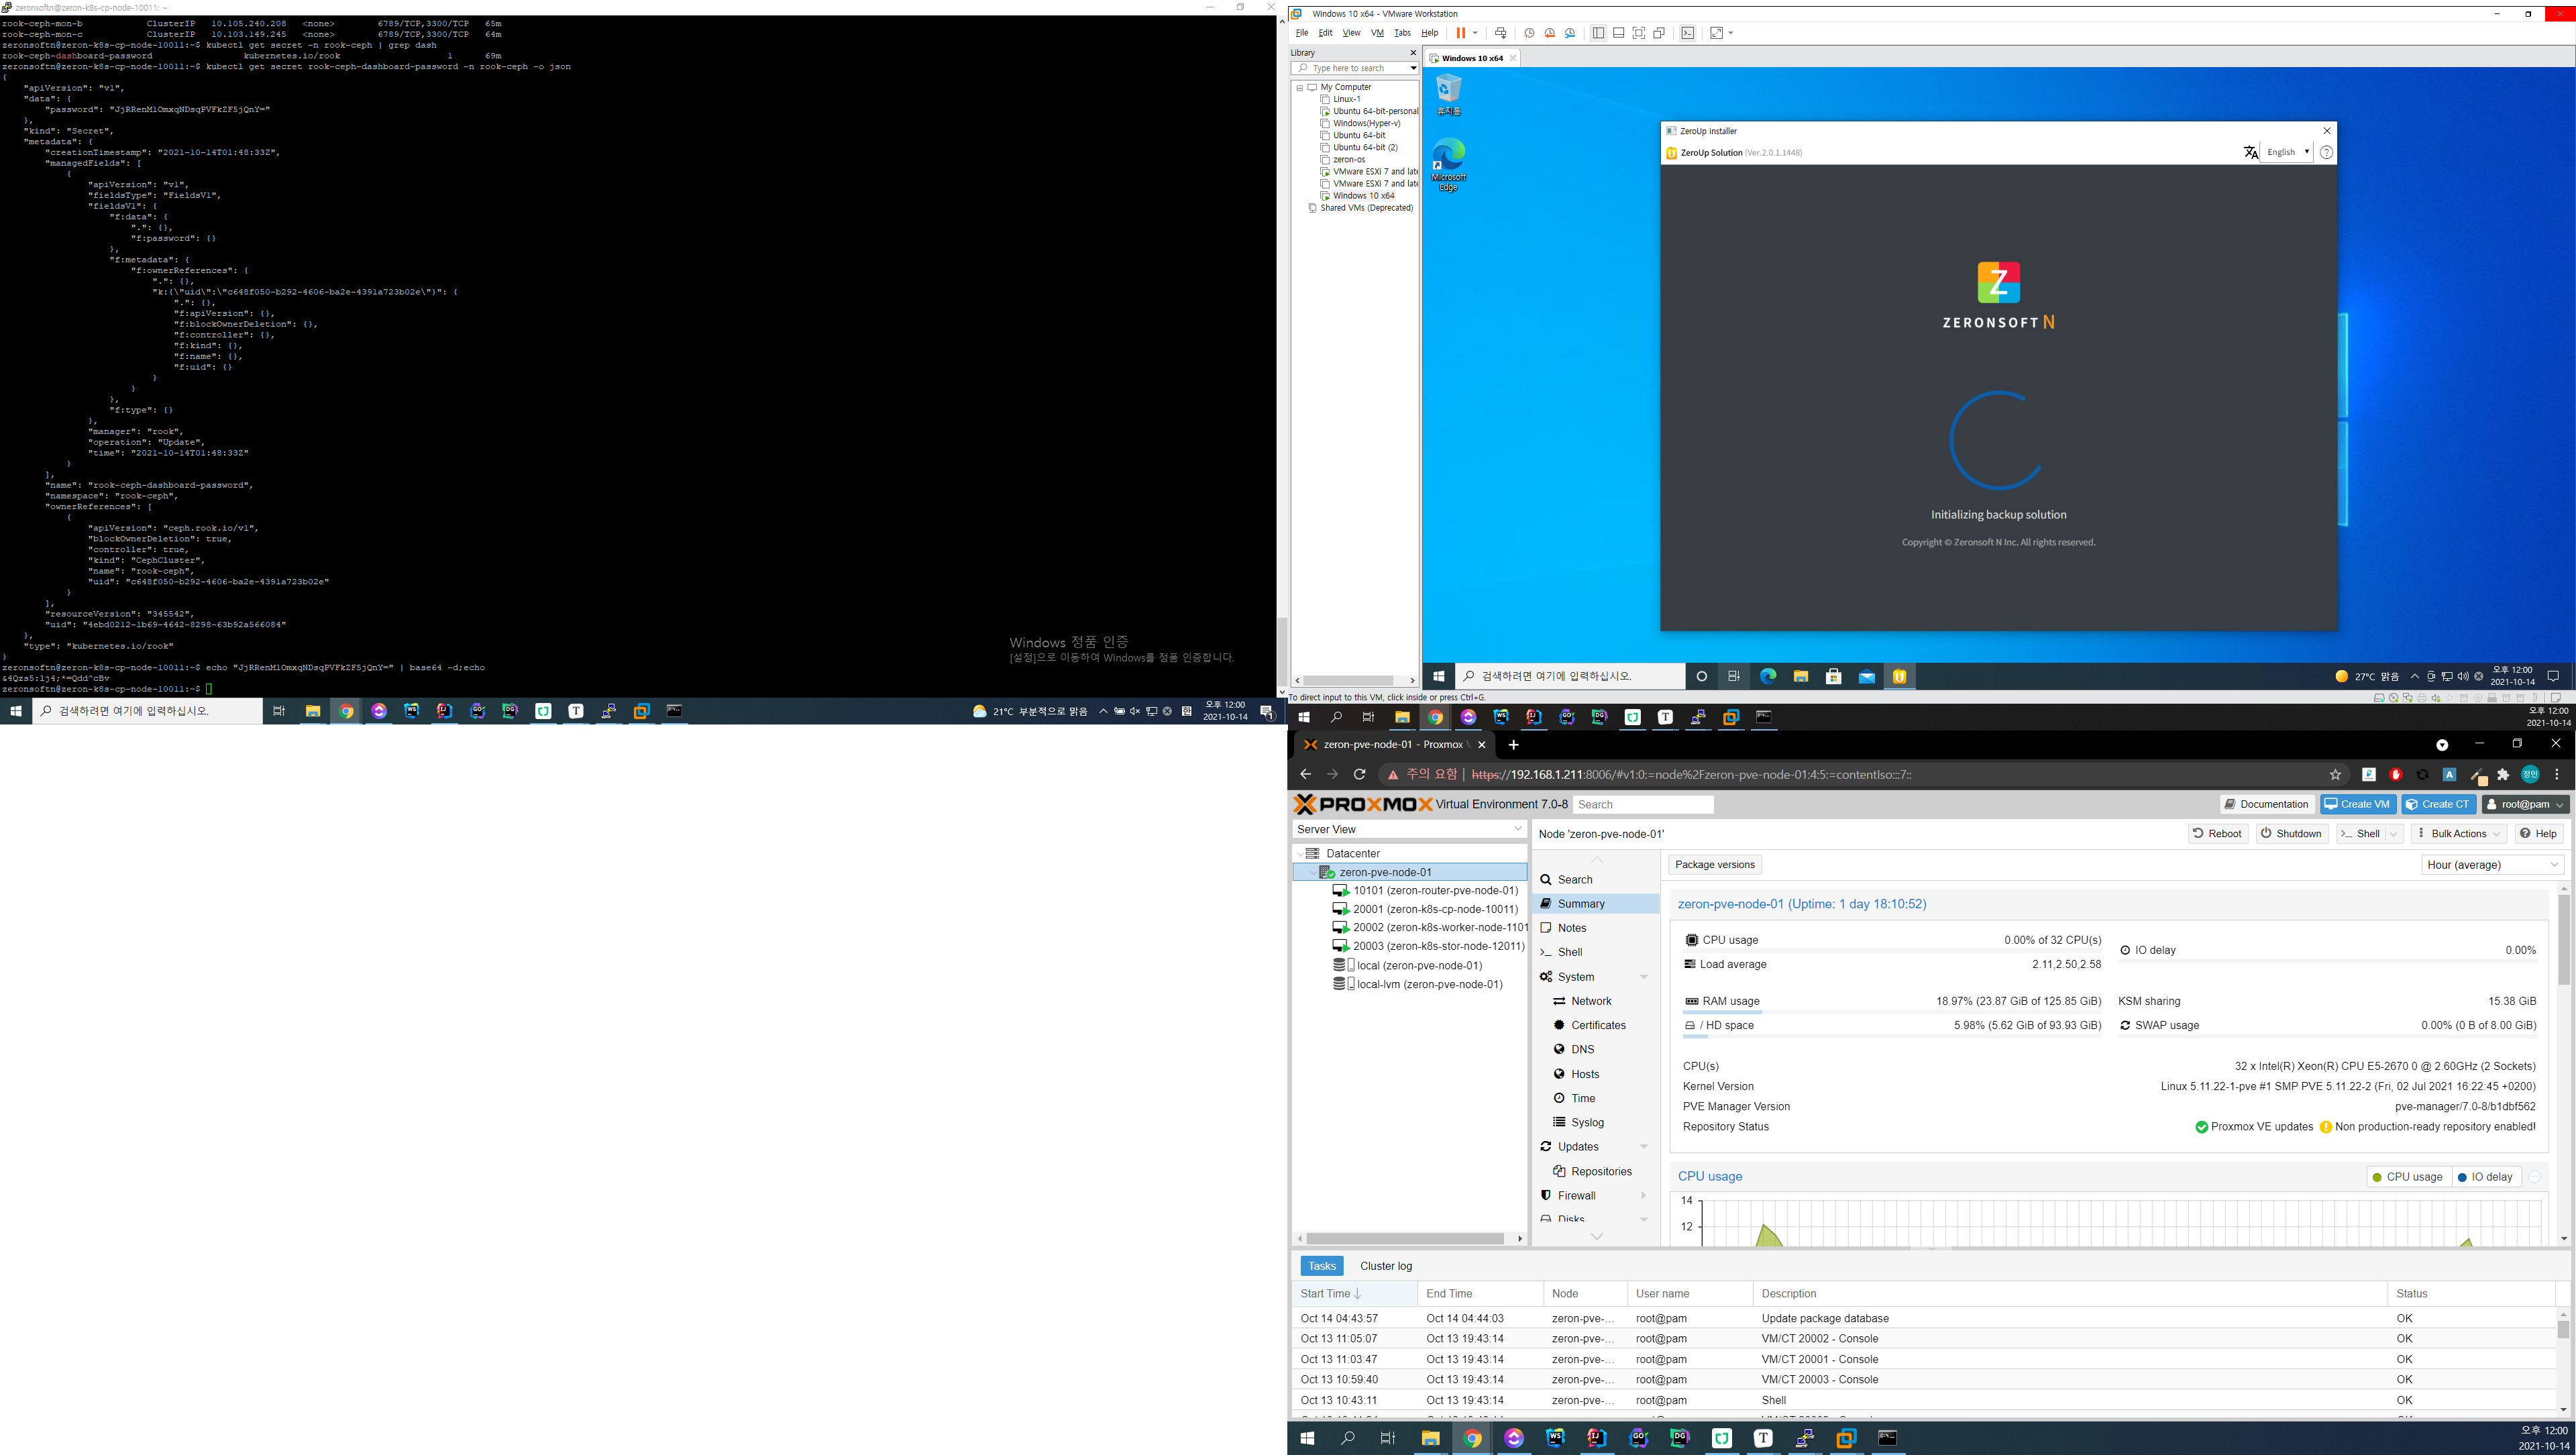 zeronsoftn@zeron-k8s-cp-node-10011: ~
rook-ceph-mon-b ClusterIP 10.105.240.208 <none> 6789/TCP,3300/TCP 65m
rook-ceph-mon-c ClusterIP 10.103.149.245 <none> 6789/TCP,3300/TCP 64m
zeronsoftn@zeron-k8s-cp-node-10011:~$ kubectl get secret -n rook-ceph | grep dash
rook-ceph-dashboard-password kubernetes.io/rook 1 69m
zeronsoftn@zeron-k8s-cp-node-10011:~$ kubectl get secret rook-ceph-dashboard-password -n rook-ceph -o json
{
"apiVersion": "v1",
"data": {
"password": "JjRRenM1OmxqNDsqPVFkZF5jQnY="
},
"kind": "Secret",
"metadata": {
"creationTimestamp": "2021-10-14T01:48:33Z",
"managedFields": [
{
"apiVersion": "v1",
"fieldsType": "FieldsV1",
"fieldsV1": {
"f:data": {
".": {},
"f:password": {}
},
"f:metadata": {
"f:ownerReferences": {
".": {},
"k:{\"uid\":\"c648f050-b292-4606-ba2e-4391a723b02e\"}": {
".": {},
"f:apiVersion": {},
"f:blockOwnerDeletion": {},
"f:controller": {},
"f:kind": {},
"f:name": {},
"f:uid": {}
}
}
},
"f:type": {}
},
"manager": "rook",
"operation": "Update",
"time": "2021-10-14T01:48:33Z"
}
],
"name": "rook-ceph-dashboard-password",
"namespace": "rook-ceph",
"ownerReferences": [
{
"apiVersion": "ceph.rook.io/v1",
"blockOwnerDeletion": true,
"controller": true,
"kind": "CephCluster",
"name": "rook-ceph",
"uid": "c648f050-b292-4606-ba2e-4391a723b02e"
}
],
"resourceVersion": "345542",
"uid": "4ebd0212-1b69-4642-8298-63b92a566084"
},
"type": "kubernetes.io/rook"
}
zeronsoftn@zeron-k8s-cp-node-10011:~$ echo "JjRRenM1OmxqNDsqPVFkZF5jQnY=" | base64 -d;echo
&4Qzs5:lj4;*=Qdd^cBv
zeronsoftn@zeron-k8s-cp-node-10011:~$
Windows 정품 인증
[설정]으로 이동하여 Windows를 정품 인증합니다.
검색하려면 여기에 입력하십시오.
21°C 부분적으로 맑음
오후 12:00
2021-10-14
Windows 10 x64 - VMware Workstation
File Edit View VM Tabs Help
Library
Type here to search
My Computer
Linux-1
Ubuntu 64-bit-personal
Windows(Hyper-v)
Ubuntu 64-bit
Ubuntu 64-bit (2)
zeron-os
VMware ESXi 7 and late
VMware ESXi 7 and late
Windows 10 x64
Shared VMs (Deprecated)
Windows 10 x64
휴지통
Microsoft Edge
ZeroUp installer
ZeroUp Solution (Ver.2.0.1.1448)
English
Z
ZERONSOFT N
Initializing backup solution
Copyright © Zeronsoft N Inc. All rights reserved.
검색하려면 여기에 입력하십시오.
27°C 맑음
오후 12:00
2021-10-14
To direct input to this VM, click inside or press Ctrl+G.
오후 12:00
2021-10-14
zeron-pve-node-01 - Proxmox
주의 요함 | https://192.168.1.211:8006/#v1:0:=node%2Fzeron-pve-node-01:4:5:=contentIso:::7::
정민
PROXMOX Virtual Environment 7.0-8
Search
Documentation Create VM Create CT root@pam
Server View
Node 'zeron-pve-node-01'
Reboot Shutdown Shell Bulk Actions Help
Datacenter
zeron-pve-node-01
10101 (zeron-router-pve-node-01)
20001 (zeron-k8s-cp-node-10011)
20002 (zeron-k8s-worker-node-1101
20003 (zeron-k8s-stor-node-12011)
local (zeron-pve-node-01)
local-lvm (zeron-pve-node-01)
Search
Summary
Notes
Shell
System
Network
Certificates
DNS
Hosts
Time
Syslog
Updates
Repositories
Firewall
Disks
Package versions
Hour (average)
zeron-pve-node-01 (Uptime: 1 day 18:10:52)
CPU usage 0.00% of 32 CPU(s)
IO delay 0.00%
Load average 2.11,2.50,2.58
RAM usage 18.97% (23.87 GiB of 125.85 GiB)
KSM sharing 15.38 GiB
/ HD space 5.98% (5.62 GiB of 93.93 GiB)
SWAP usage 0.00% (0 B of 8.00 GiB)
CPU(s) 32 x Intel(R) Xeon(R) CPU E5-2670 0 @ 2.60GHz (2 Sockets)
Kernel Version Linux 5.11.22-1-pve #1 SMP PVE 5.11.22-2 (Fri, 02 Jul 2021 16:22:45 +0200)
PVE Manager Version pve-manager/7.0-8/b1dbf562
Repository Status Proxmox VE updates Non production-ready repository enabled!
CPU usage
CPU usage IO delay
14
12
Tasks Cluster log
Start Time End Time Node User name Description Status
Oct 14 04:43:57 Oct 14 04:44:03 zeron-pve-... root@pam Update package database OK
Oct 13 11:05:07 Oct 13 19:43:14 zeron-pve-... root@pam VM/CT 20002 - Console OK
Oct 13 11:03:47 Oct 13 19:43:14 zeron-pve-... root@pam VM/CT 20001 - Console OK
Oct 13 10:59:40 Oct 13 19:43:14 zeron-pve-... root@pam VM/CT 20003 - Console OK
Oct 13 10:43:11 Oct 13 19:43:14 zeron-pve-... root@pam Shell OK
오후 12:00
2021-10-14